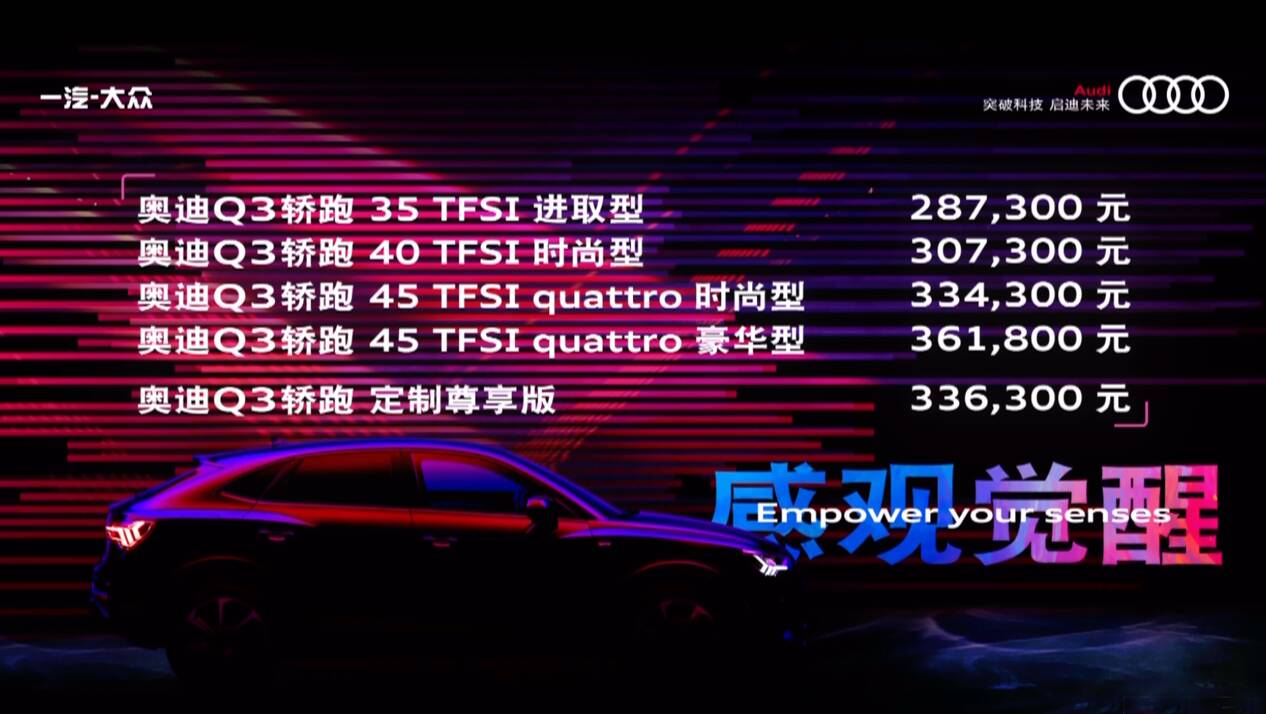 一汽-大众
Audi
突破科技 启迪未来
奥迪Q3轿跑 35 TFSI 进取型 287,300 元
奥迪Q3轿跑 40 TFSI 时尚型 307,300 元
奥迪Q3轿跑 45 TFSI quattro 时尚型 334,300 元
奥迪Q3轿跑 45 TFSI quattro 豪华型 361,800 元
奥迪Q3轿跑 定制尊享版 336,300 元
感观觉醒
Empower your senses